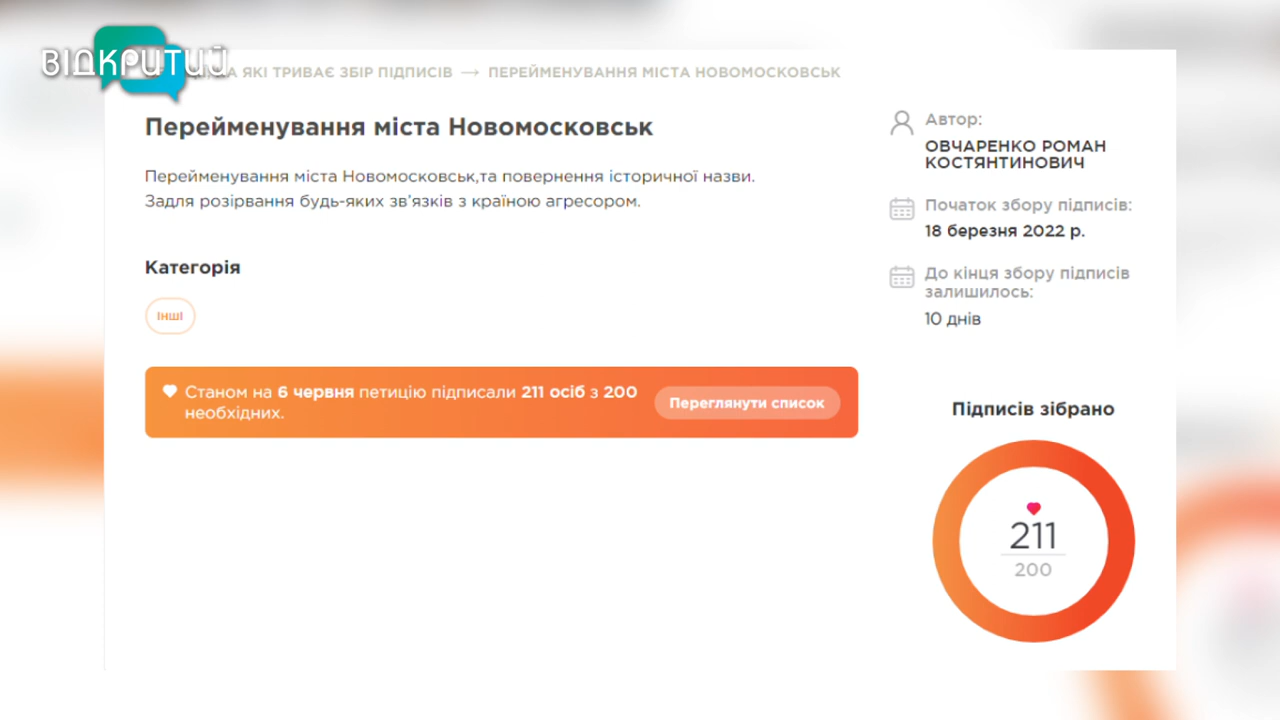 ВІДКРИТИЙ
ЯКІ ТРИВАЄ ЗБІР ПІДПИСІВ → ПЕРЕЙМЕНУВАННЯ МІСТА НОВОМОСКОВСЬК
Перейменування міста Новомосковськ
Перейменування міста Новомосковськ,та повернення історичної назви.
Задля розірвання будь-яких зв’язків з країною агресором.
Категорія
ІНШІ
Станом на 6 червня петицію підписали 211 осіб з 200
необхідних.
Переглянути список
Автор:
ОВЧАРЕНКО РОМАН
КОСТЯНТИНОВИЧ
Початок збору підписів:
18 березня 2022 р.
До кінця збору підписів
залишилось:
10 днів
Підписів зібрано
211
200